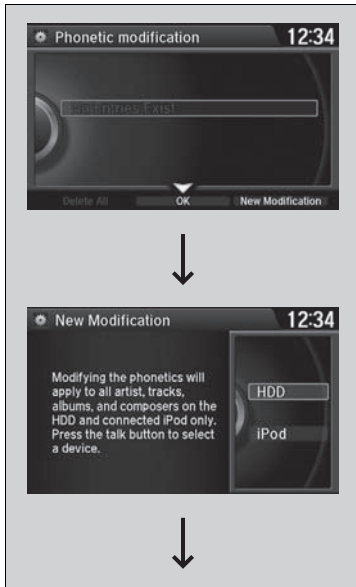 Phonetic modification 12:34
No Entries Exist
Delete All OK New Modification
New Modification 12:34
Modifying the phonetics will
apply to all artist, tracks,
albums, and composers on the
HDD and connected iPod only.
Press the talk button to select
a device.
HDD
iPod